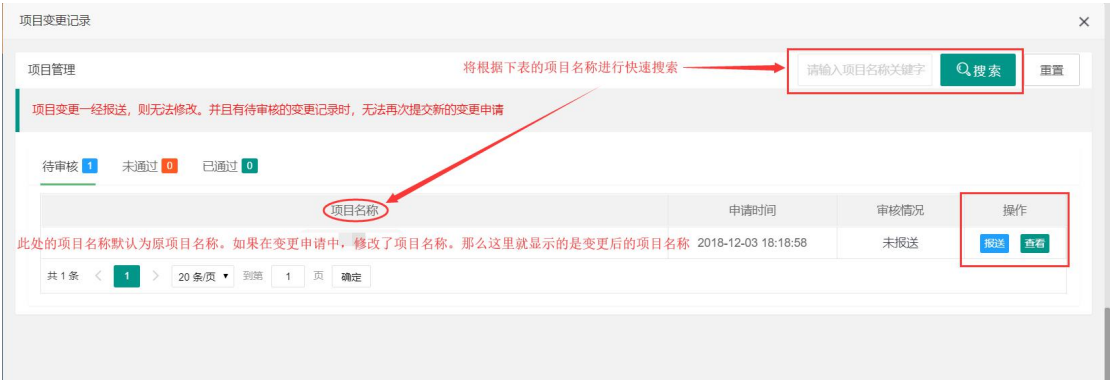 项目变更记录
项目管理
将根据下表的项目名称进行快速搜索
请输入项目名称关键字
搜索
重置
项目变更一经报送，则无法修改。并且有待审核的变更记录时，无法再次提交新的变更申请
待审核 1 未通过 0 已通过 0
项目名称 申请时间 审核情况 操作
此处的项目名称默认为原项目名称。如果在变更申请中，修改了项目名称。那么这里就显示的是变更后的项目名称 2018-12-03 18:18:58 未报送 报送 查看
共 1 条 < 1 > 20 条/页 到第 1 页 确定